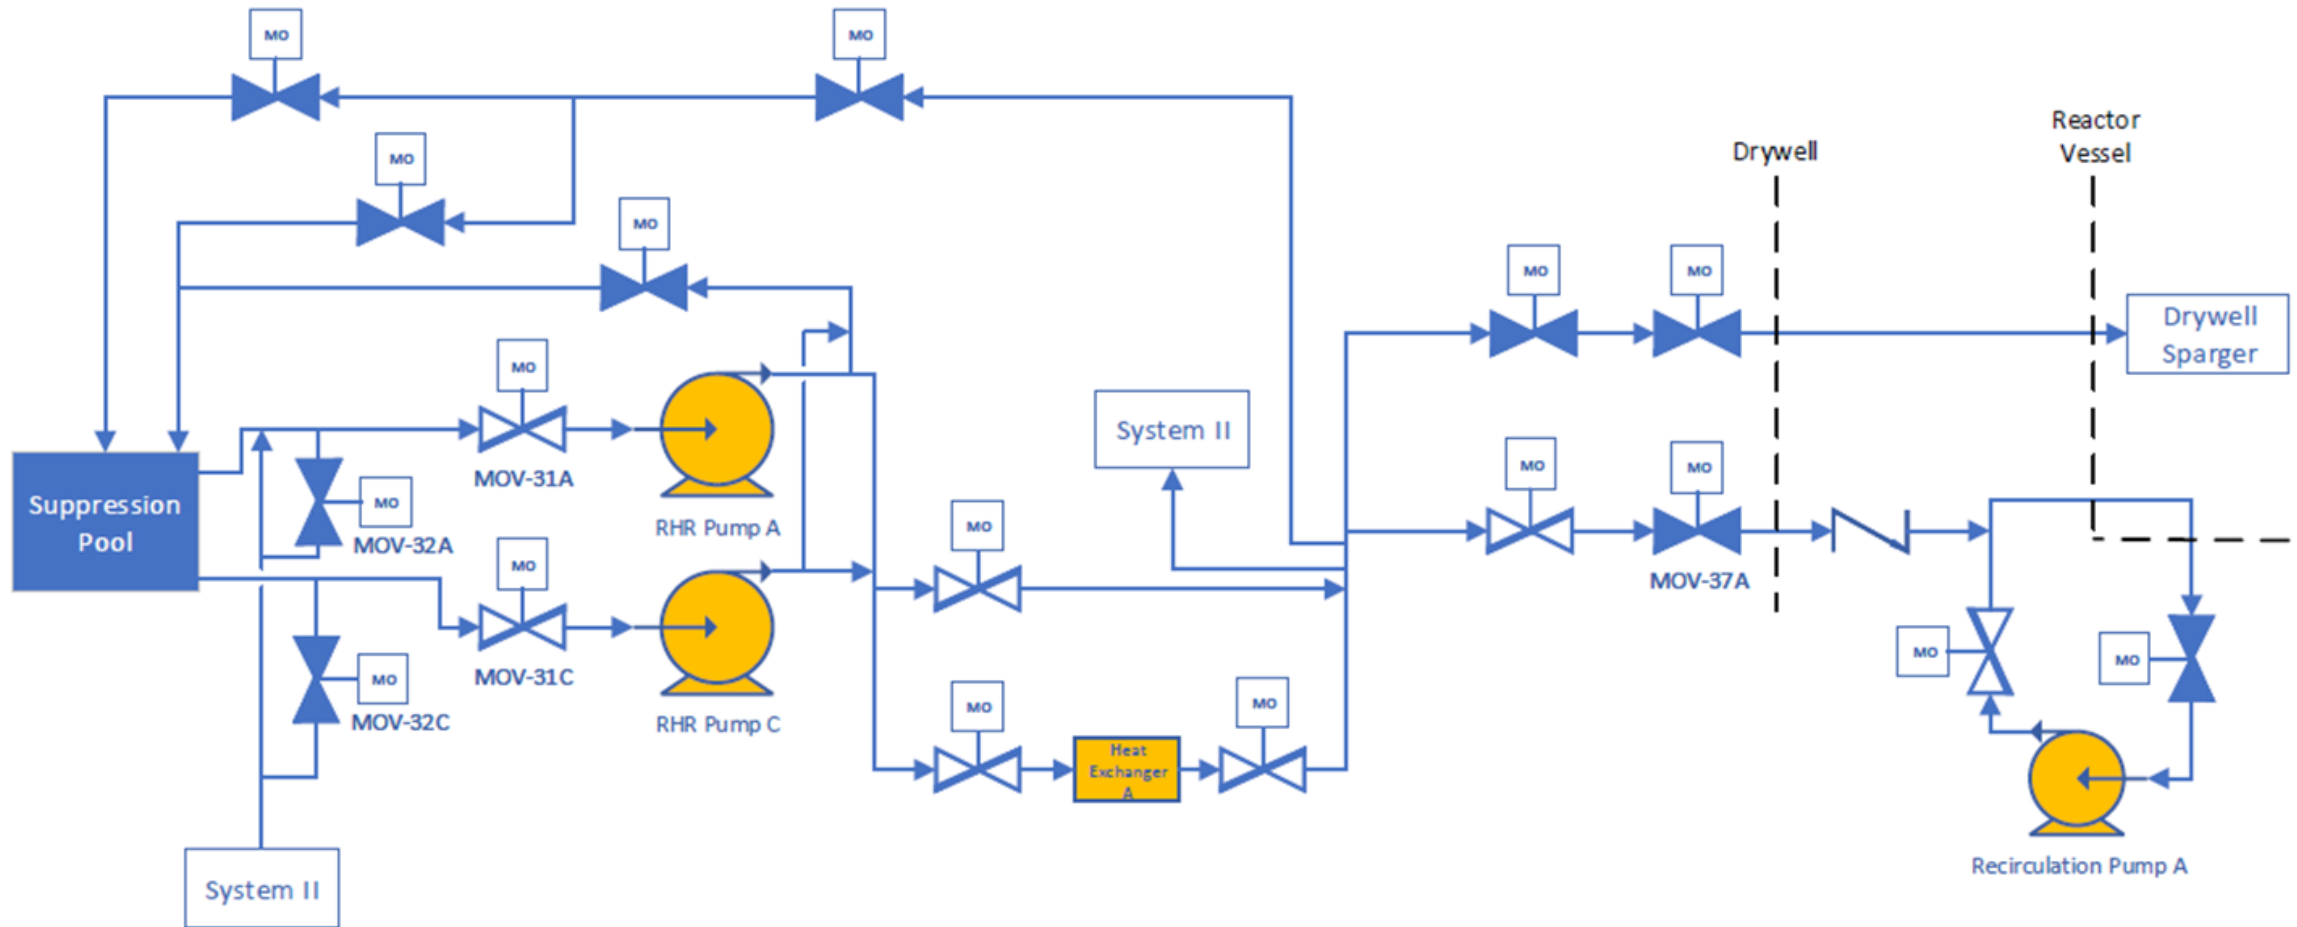 MO
MO
Reactor
Vessel
Drywell
MO
MO
MO
MO
Drywell
Sparger
MO
System II
MO
MO
MOV-31A
Suppression
Pool
MO
RHR Pump A
MOV-32A
MO
MO
MOV-37A
MO
MOV-31C
MO
MO
MO
MOV-32C
RHR Pump C
MO
MO
Heat
Exchanger
A
Recirculation Pump A
System II